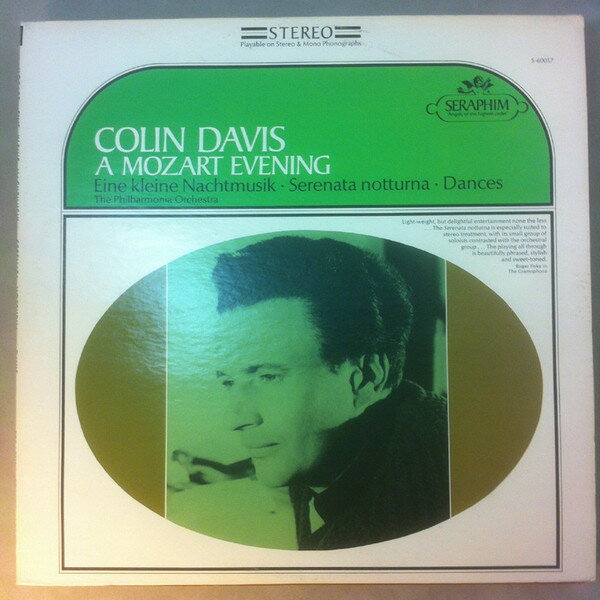 STEREO
Playable on Stereo & Mono Phonographs
S-60057
SERAPHIM
"Angels of the highest order"
COLIN DAVIS
A MOZART EVENING
Eine kleine Nachtmusik · Serenata notturna · Dances
The Philharmonia Orchestra
Light-weight, but delightful entertainment none the less
The Serenata notturna is especially suited to
stereo treatment, with its small group of
soloists contrasted with the orchestral
group . . . The playing all through
is beautifully phrased, stylish
and sweet-toned.
Roger Fiske in
The Gramophone